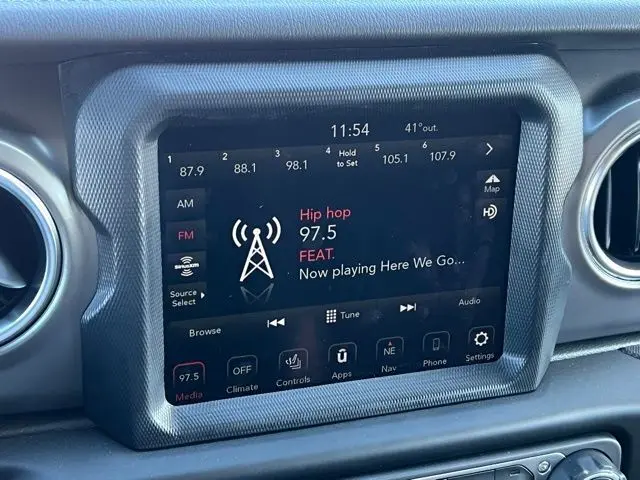 11:54 41°out.
1 87.9 2 88.1 3 98.1 4 Hold to Set 5 105.1 6 107.9
AM
Map
Hip hop
FM
97.5
HD
FEAT.
siriusxm
Now playing Here We Go...
Source
Select
Browse
Tune
Audio
97.5 OFF NE
Media Climate Controls Apps Nav Phone Settings